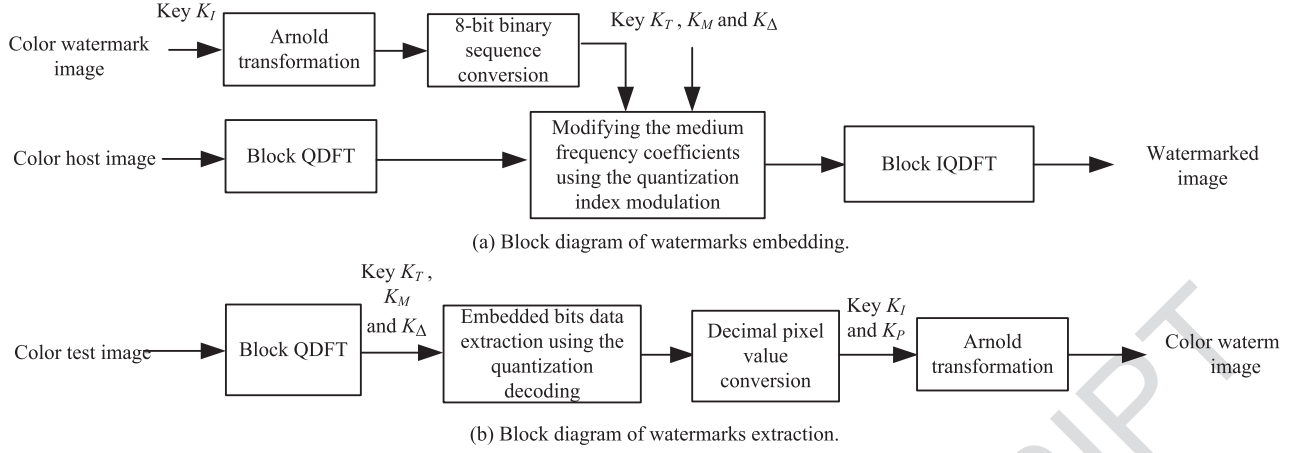 Key K_I
Color watermark
image
Arnold
transformation
8-bit binary
sequence
conversion
Key K_T , K_M and K_Δ
Color host image
Block QDFT
Modifying the medium
frequency coefficients
using the quantization
index modulation
Block IQDFT
Watermarked
image
(a) Block diagram of watermarks embedding.
Color test image
Block QDFT
Key K_T ,
K_M
and K_Δ
Embedded bits data
extraction using the
quantization
decoding
Decimal pixel
value
conversion
Key K_I
and K_P
Arnold
transformation
Color waterm
image
(b) Block diagram of watermarks extraction.
RIPT